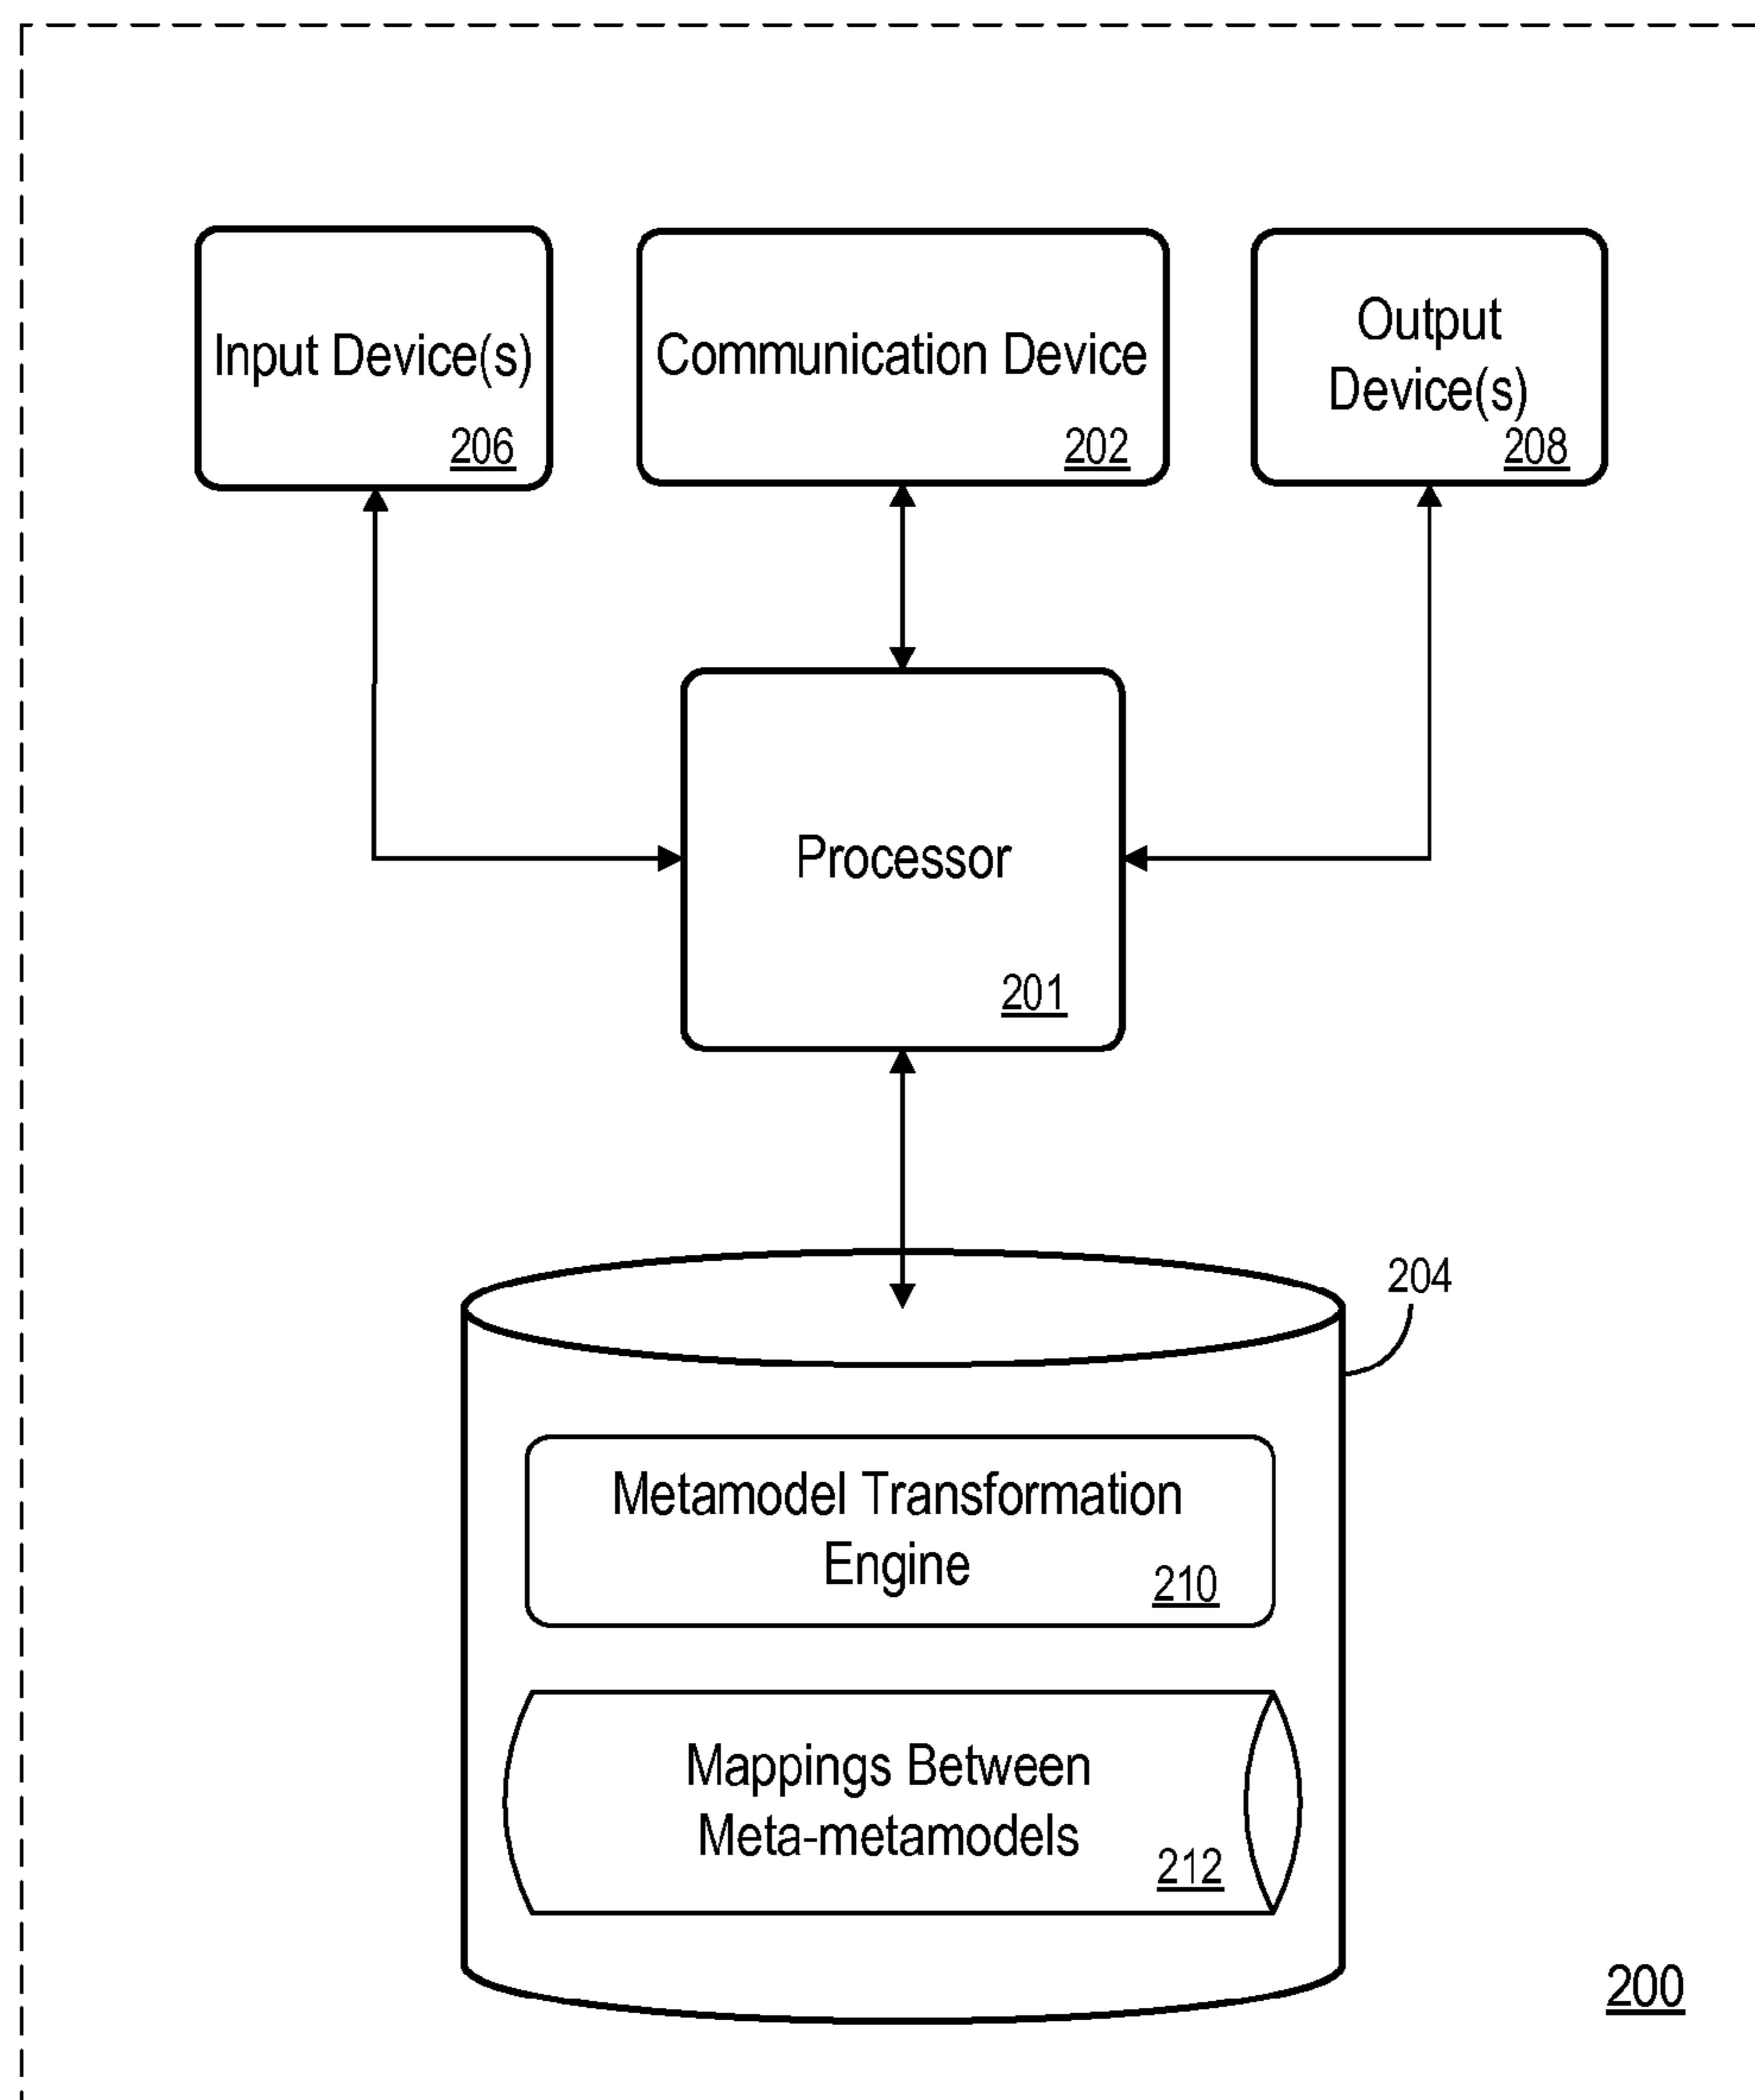 Input Device(s)
206
Communication Device
202
Output
Device(s)
208
Processor
201
204
Metamodel Transformation
Engine
210
Mappings Between
Meta-metamodels
212
200